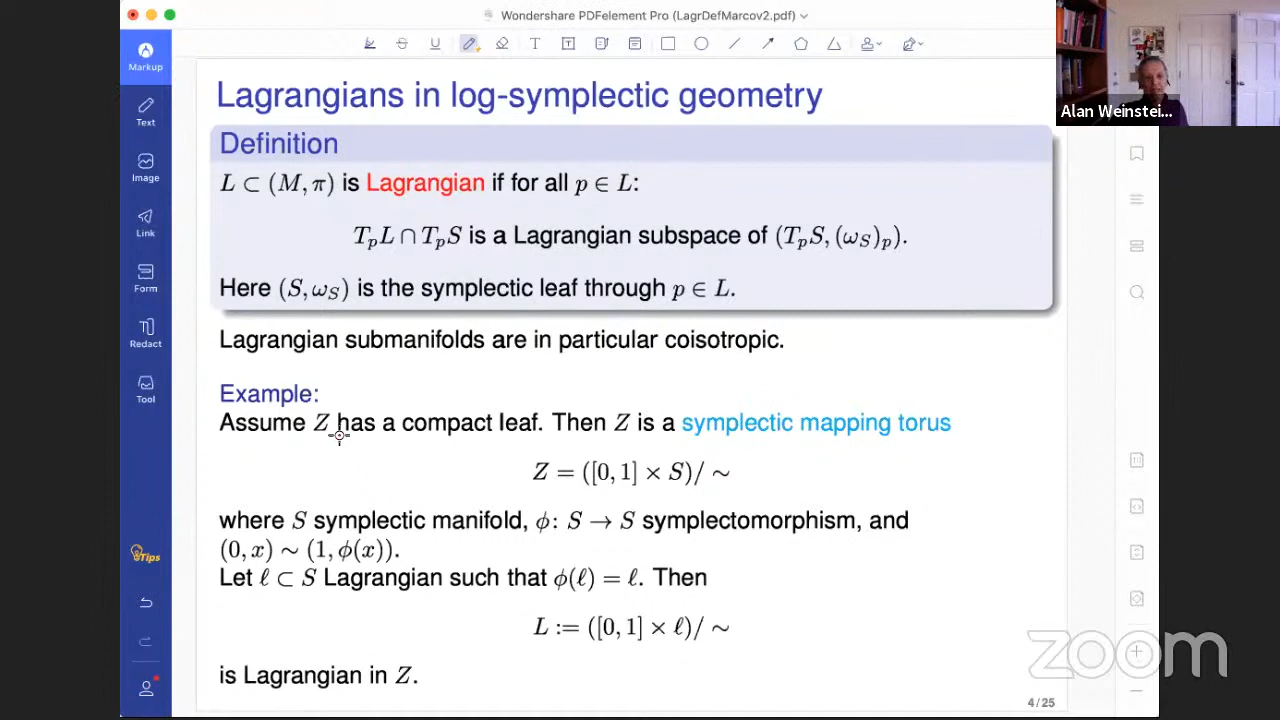 Wondershare PDFelement Pro (LagrDefMarcov2.pdf)
Markup
Text
Image
Link
Form
Redact
Tool
Tips
Lagrangians in log-symplectic geometry
Definition
L ⊂ (M, π) is Lagrangian if for all p ∈ L:
TₚL ∩ TₚS is a Lagrangian subspace of (TₚS, (ω_S)ₚ).
Here (S, ω_S) is the symplectic leaf through p ∈ L.
Lagrangian submanifolds are in particular coisotropic.
Example:
Assume Z has a compact leaf. Then Z is a symplectic mapping torus
Z = ([0, 1] × S)/ ∼
where S symplectic manifold, ϕ: S → S symplectomorphism, and
(0, x) ∼ (1, ϕ(x)).
Let ℓ ⊂ S Lagrangian such that ϕ(ℓ) = ℓ. Then
L := ([0, 1] × ℓ)/ ∼
is Lagrangian in Z.
4/25
Alan Weinstei...
zoom